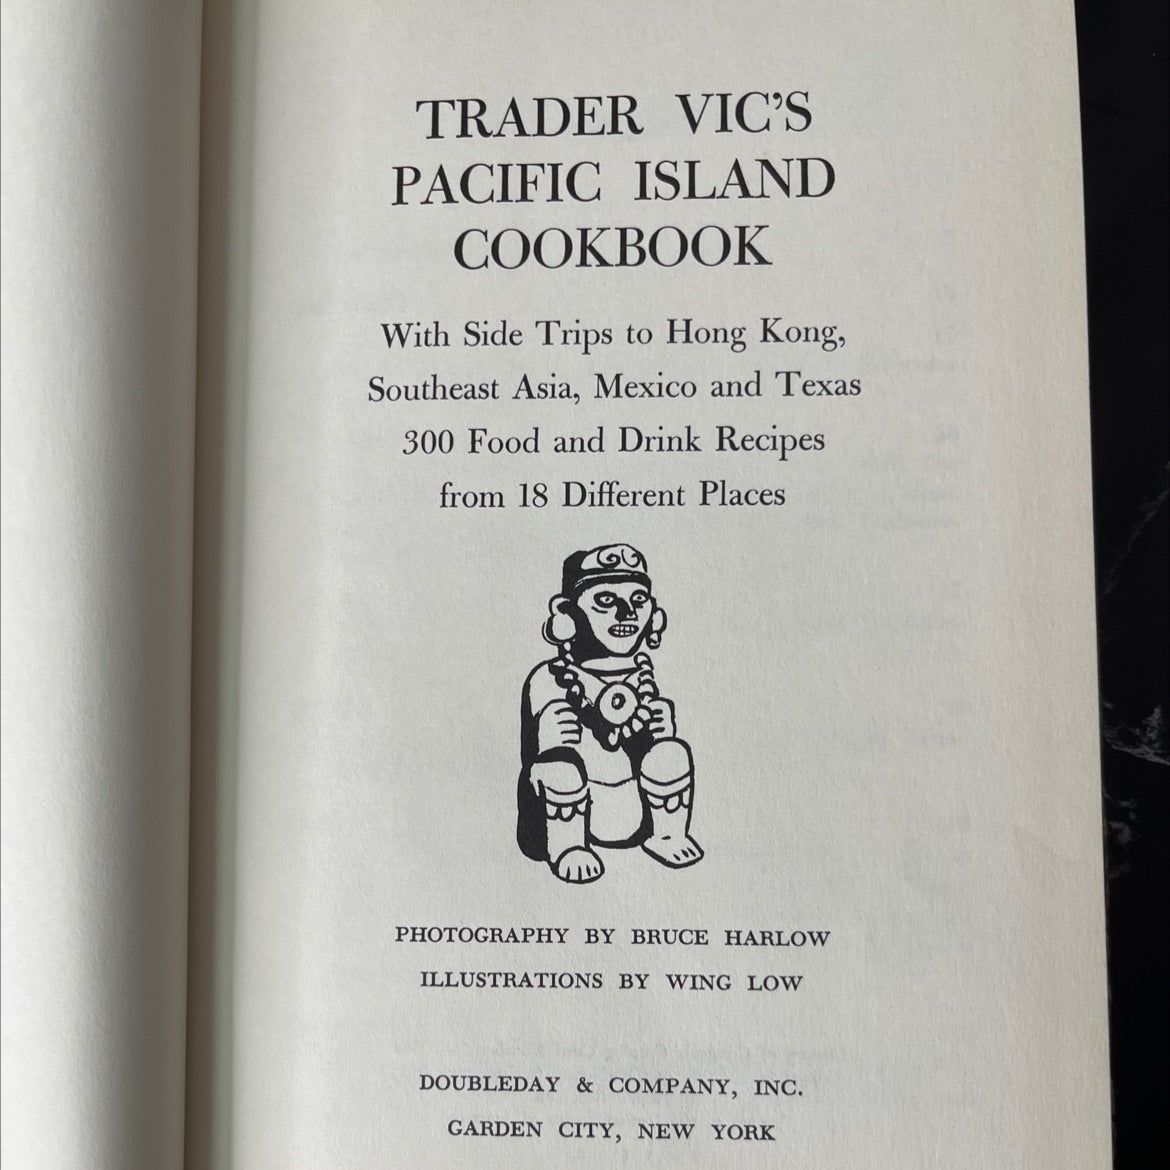 TRADER VIC'S
PACIFIC ISLAND
COOKBOOK
With Side Trips to Hong Kong,
Southeast Asia, Mexico and Texas
300 Food and Drink Recipes
from 18 Different Places
PHOTOGRAPHY BY BRUCE HARLOW
ILLUSTRATIONS BY WING LOW
DOUBLEDAY & COMPANY, INC.
GARDEN CITY, NEW YORK